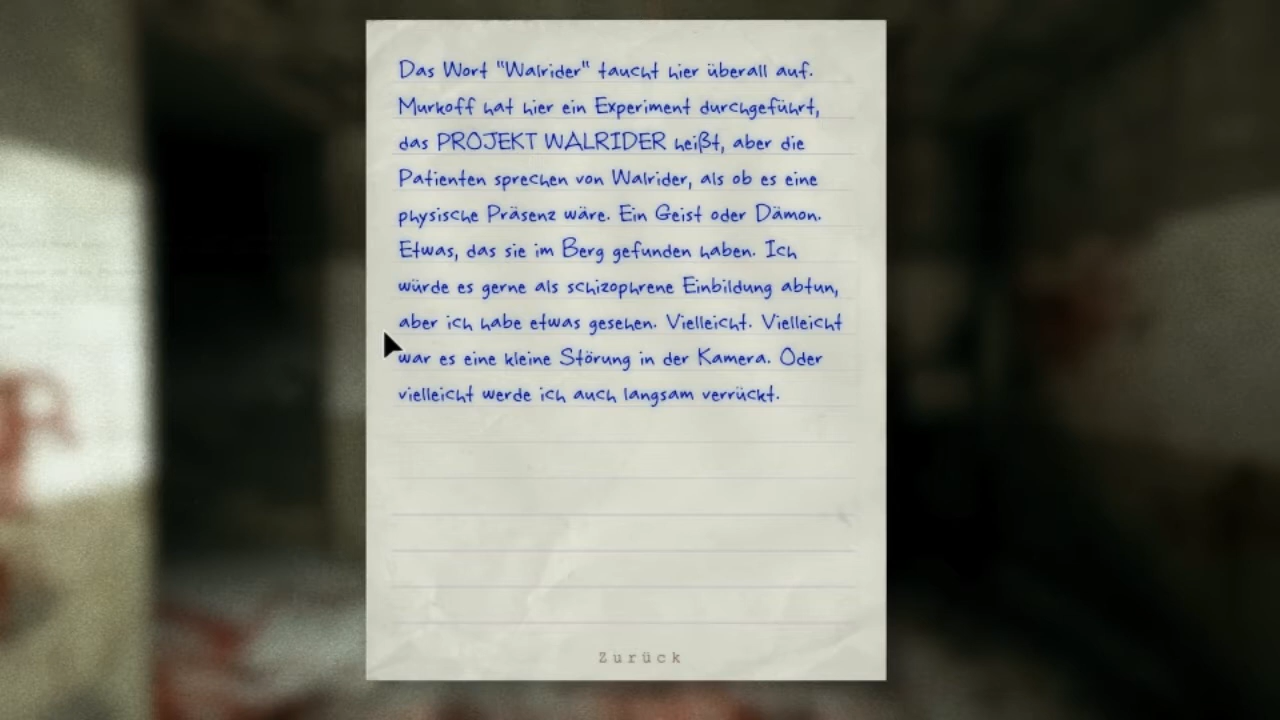 Das Wort "Walrider" taucht hier überall auf.
Murkoff hat hier ein Experiment durchgeführt,
das PROJEKT WALRIDER heißt, aber die
Patienten sprechen von Walrider, als ob es eine
physische Präsenz wäre. Ein Geist oder Dämon.
Etwas, das sie im Berg gefunden haben. Ich
würde es gerne als schizophrene Einbildung abtun,
aber ich habe etwas gesehen. Vielleicht. Vielleicht
war es eine kleine Störung in der Kamera. Oder
vielleicht werde ich auch langsam verrückt.
Zurück